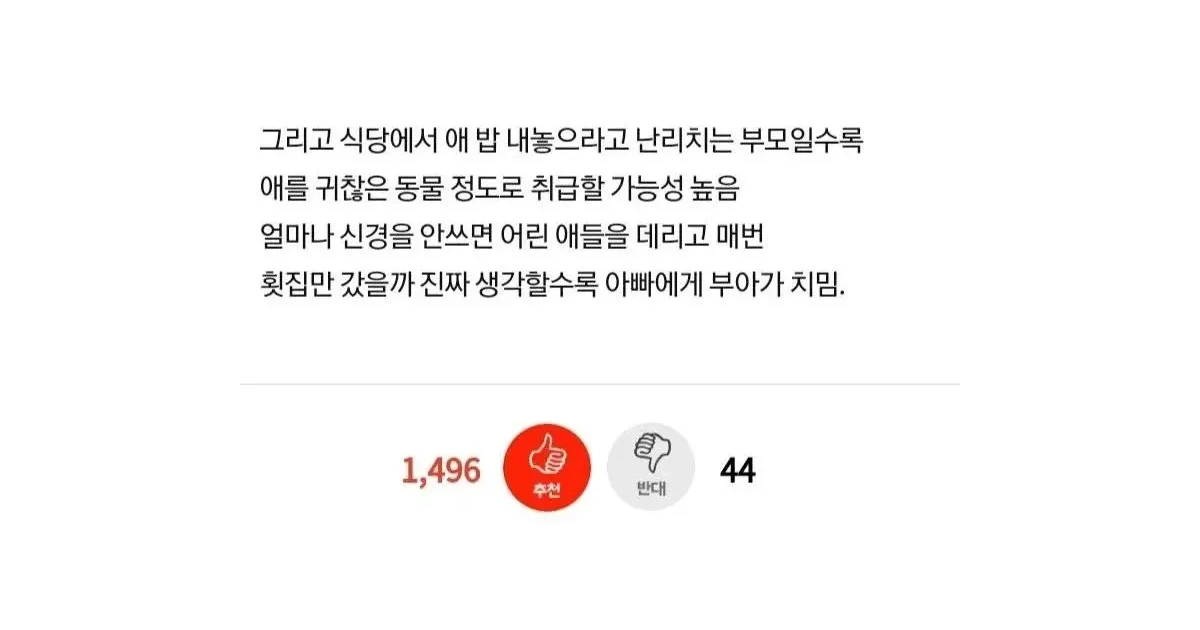 그리고 식당에서 애 밥 내놓으라고 난리치는 부모일수록
애를 귀찮은 동물 정도로 취급할 가능성 높음
얼마나 신경을 안쓰면 어린 애들을 데리고 매번
횟집만 갔을까 진짜 생각할수록 아빠에게 부아가 치밈.
1,496 추천 반대 44